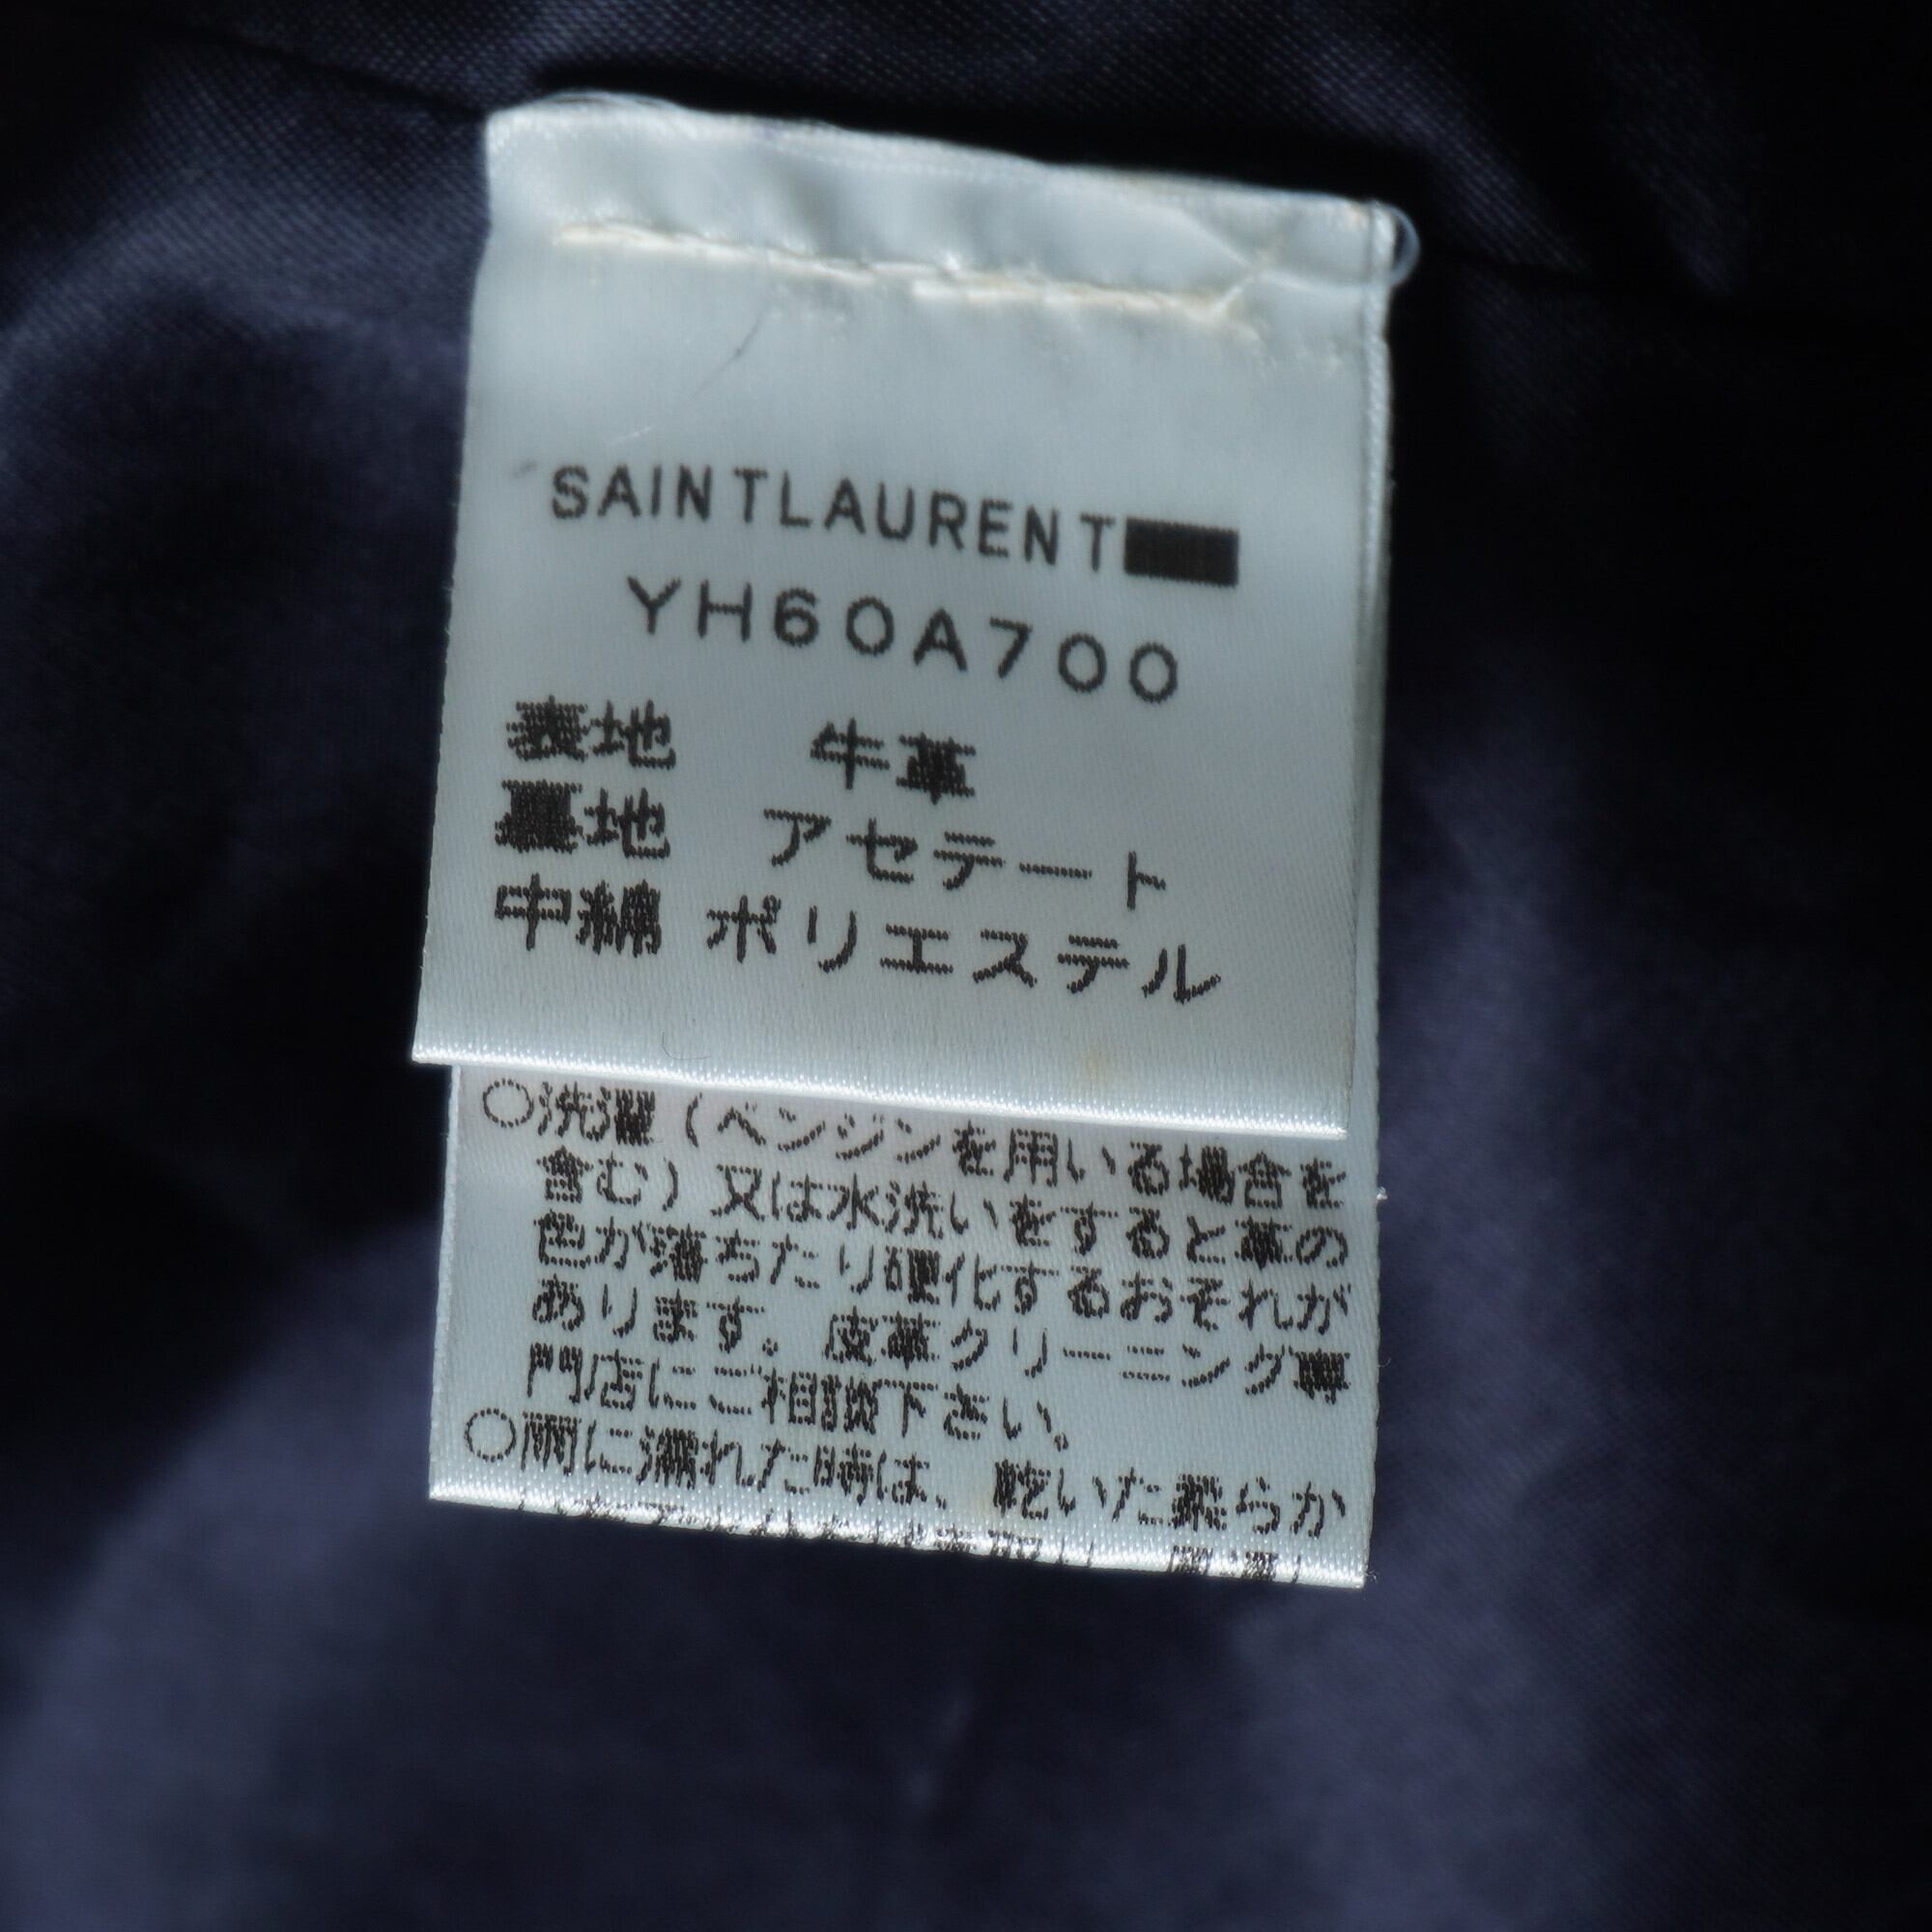 SAINTLAURENT
YH60A700
表地 牛革
裏地 アセテート
中綿 ポリエステル
○洗濯(ベンジンを用いる場合を
含む)又は水洗いをすると革の
色が落ちたり硬化するおそれが
あります。皮革クリーニング専
門店にご相談下さい。
○雨に濡れた時は、乾いた柔らか